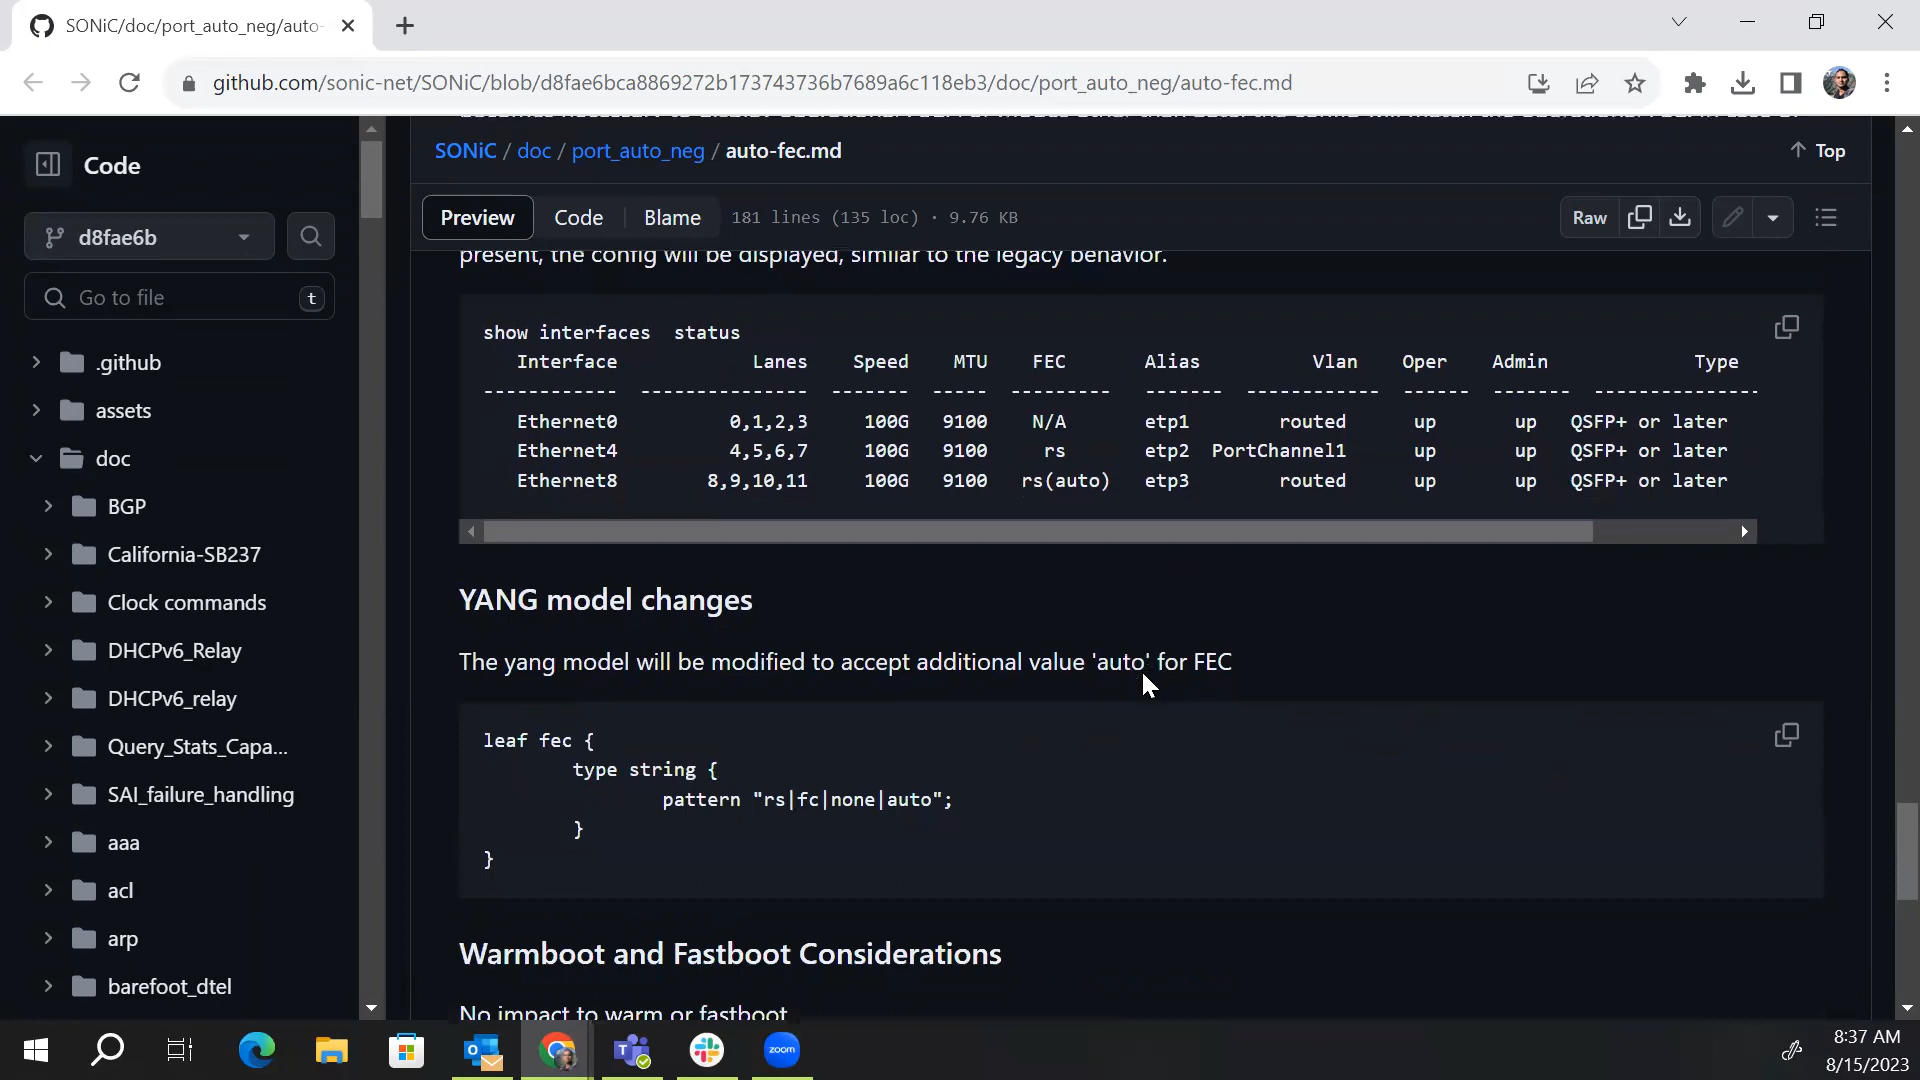 SONiC/doc/port_auto_neg/auto-
github.com/sonic-net/SONiC/blob/d8fae6bca8869272b173743736b7689a6c118eb3/doc/port_auto_neg/auto-fec.md
Code
d8fae6b
Go to file
t
.github
assets
doc
BGP
California-SB237
Clock commands
DHCPv6_Relay
DHCPv6_relay
Query_Stats_Capa...
SAI_failure_handling
aaa
acl
arp
barefoot_dtel
SONiC / doc / port_auto_neg / auto-fec.md
Top
Preview Code Blame 181 lines (135 loc) · 9.76 KB
Raw
present, the config will be displayed, similar to the legacy behavior.
show interfaces  status
Interface Lanes Speed MTU FEC Alias Vlan Oper Admin Type
------------ --------------- ------- ----- --------- ------- ------------ ------ ------- ---------------
Ethernet0 0,1,2,3 100G 9100 N/A etp1 routed up up QSFP+ or later
Ethernet4 4,5,6,7 100G 9100 rs etp2 PortChannel1 up up QSFP+ or later
Ethernet8 8,9,10,11 100G 9100 rs(auto) etp3 routed up up QSFP+ or later
YANG model changes
The yang model will be modified to accept additional value 'auto' for FEC
leaf fec {
type string {
pattern "rs|fc|none|auto";
}
}
Warmboot and Fastboot Considerations
No impact to warm or fastboot
zoom
8:37 AM
8/15/2023